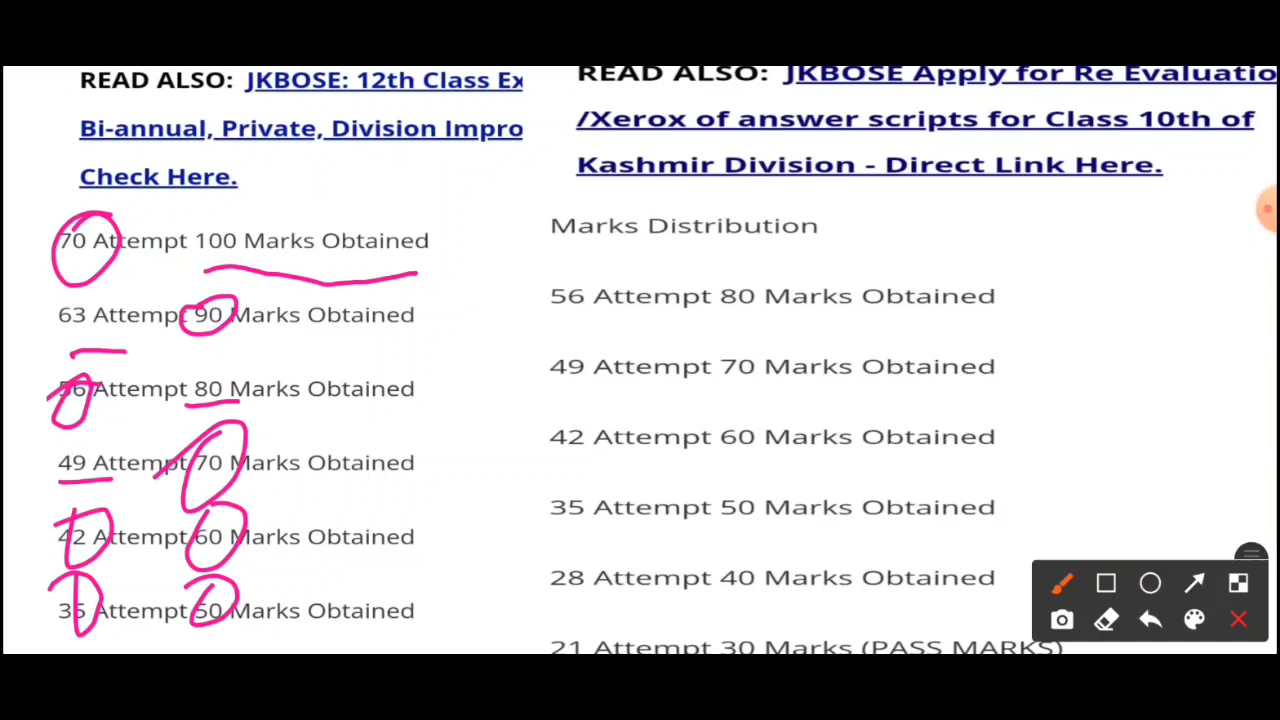 READ ALSO: JKBOSE: 12th Class Ex
Bi-annual, Private, Division Impro
Check Here.
70 Attempt 100 Marks Obtained
63 Attempt 90 Marks Obtained
56 Attempt 80 Marks Obtained
49 Attempt 70 Marks Obtained
42 Attempt 60 Marks Obtained
35 Attempt 50 Marks Obtained
READ ALSO: JKBOSE Apply for Re Evaluatio
/Xerox of answer scripts for Class 10th of
Kashmir Division - Direct Link Here.
Marks Distribution
56 Attempt 80 Marks Obtained
49 Attempt 70 Marks Obtained
42 Attempt 60 Marks Obtained
35 Attempt 50 Marks Obtained
28 Attempt 40 Marks Obtained
21 Attempt 30 Marks (PASS MARKS)